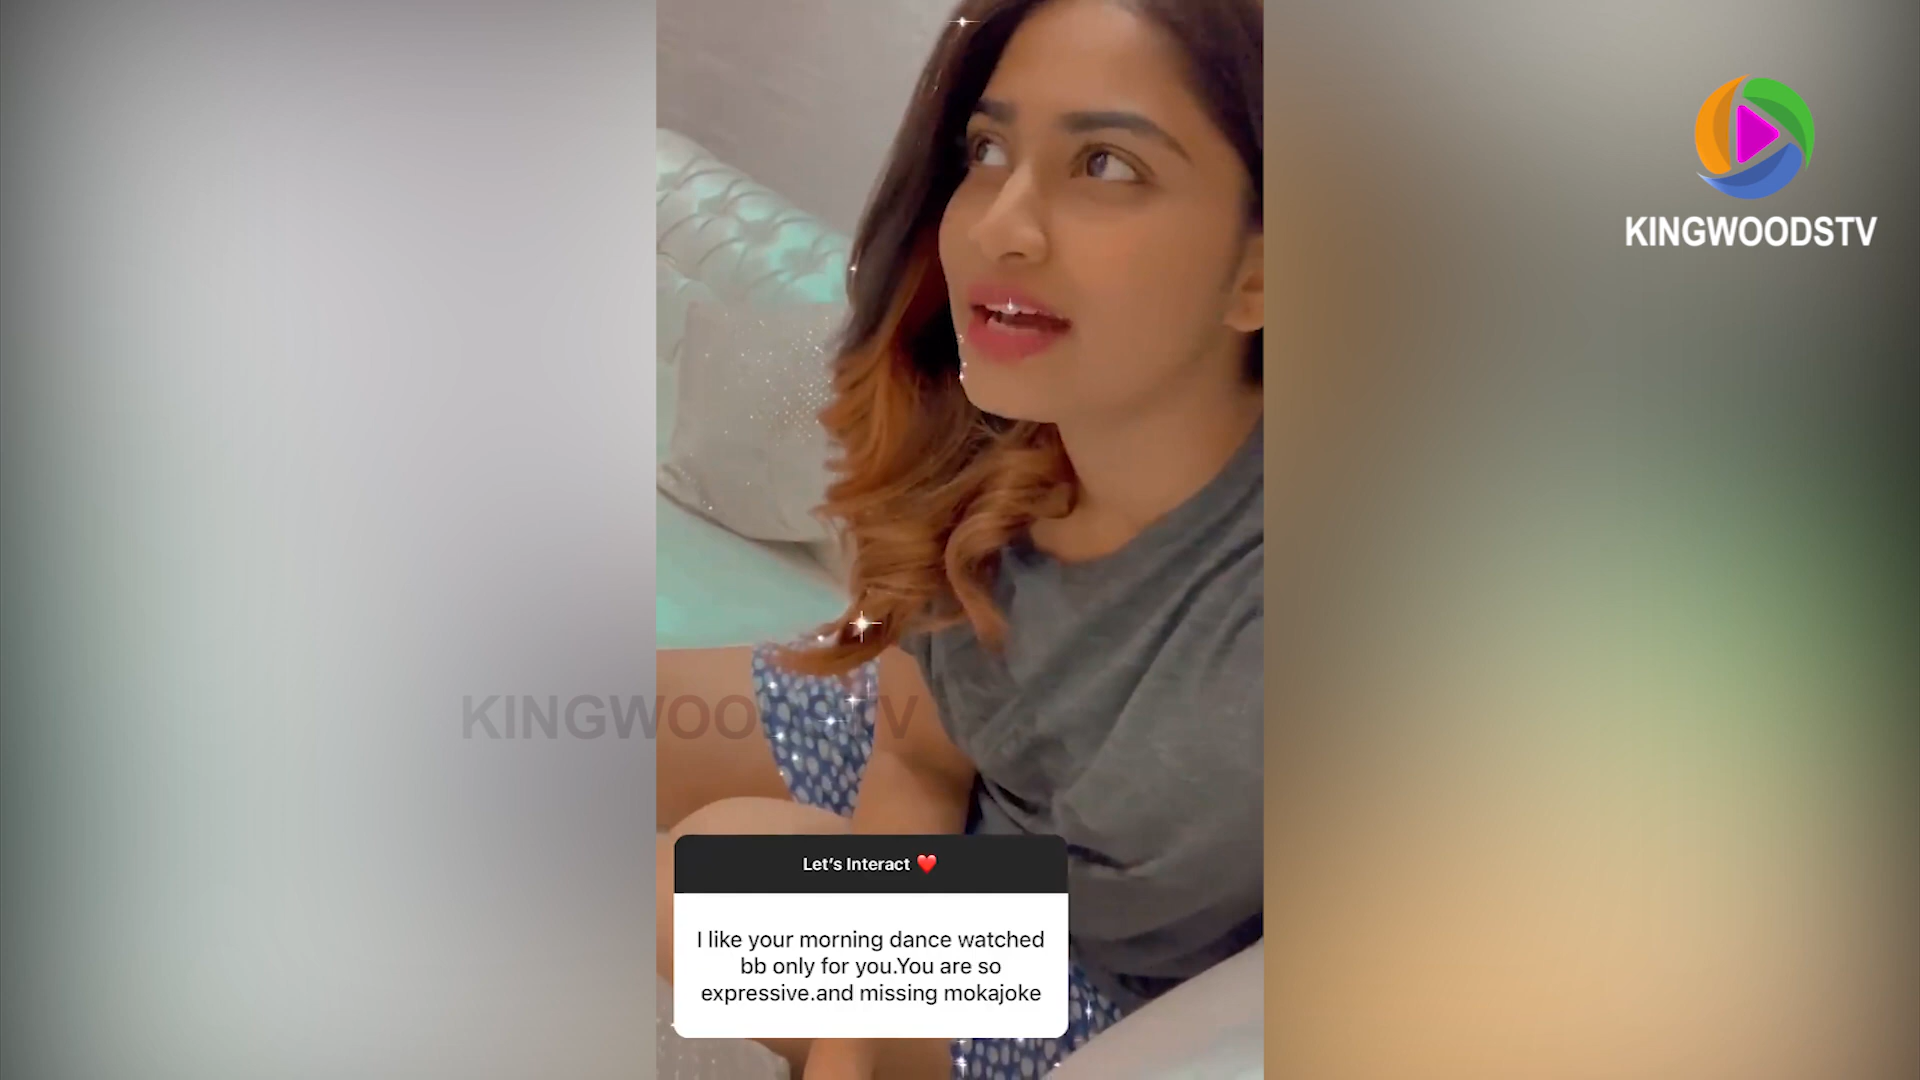 KINGWOODSTV
KINGWOODSTV
Let’s Interact ❤️
I like your morning dance watched
bb only for you.You are so
expressive.and missing mokajoke